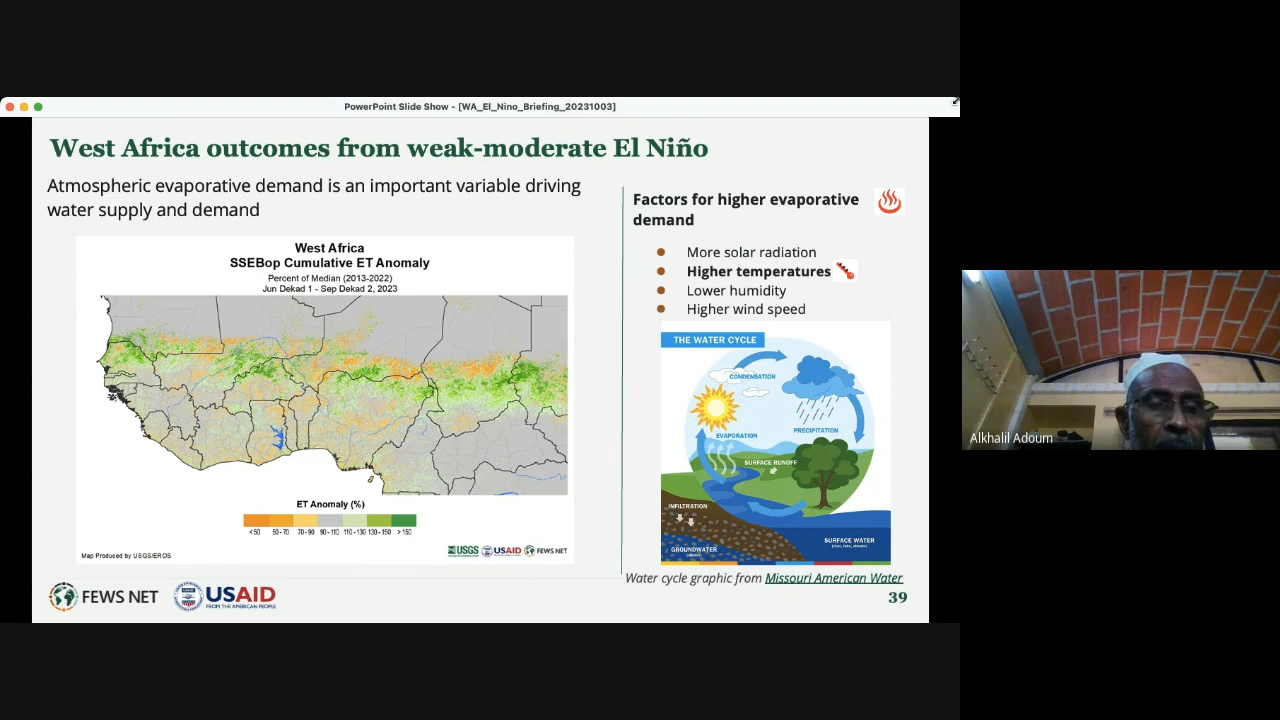 PowerPoint Slide Show - [WA_El_Nino_Briefing_20231003]
West Africa outcomes from weak-moderate El Niño
Atmospheric evaporative demand is an important variable driving
water supply and demand
West Africa
SSEBop Cumulative ET Anomaly
Percent of Median (2013-2022)
Jun Dekad 1 - Sep Dekad 2, 2023
ET Anomaly (%)
< 50 50 - 70 70 - 90 90 - 110 110 - 130 130 - 150 > 150
Map Produced by USGS/EROS
USGS USAID FEWS NET
Factors for higher evaporative
demand
More solar radiation
Higher temperatures
Lower humidity
Higher wind speed
THE WATER CYCLE
CONDENSATION
PRECIPITATION
EVAPORATION
SURFACE RUNOFF
INFILTRATION
GROUNDWATER
SURFACE WATER
Water cycle graphic from Missouri American Water
FEWS NET
USAID
FROM THE AMERICAN PEOPLE
39
Alkhalil Adoum